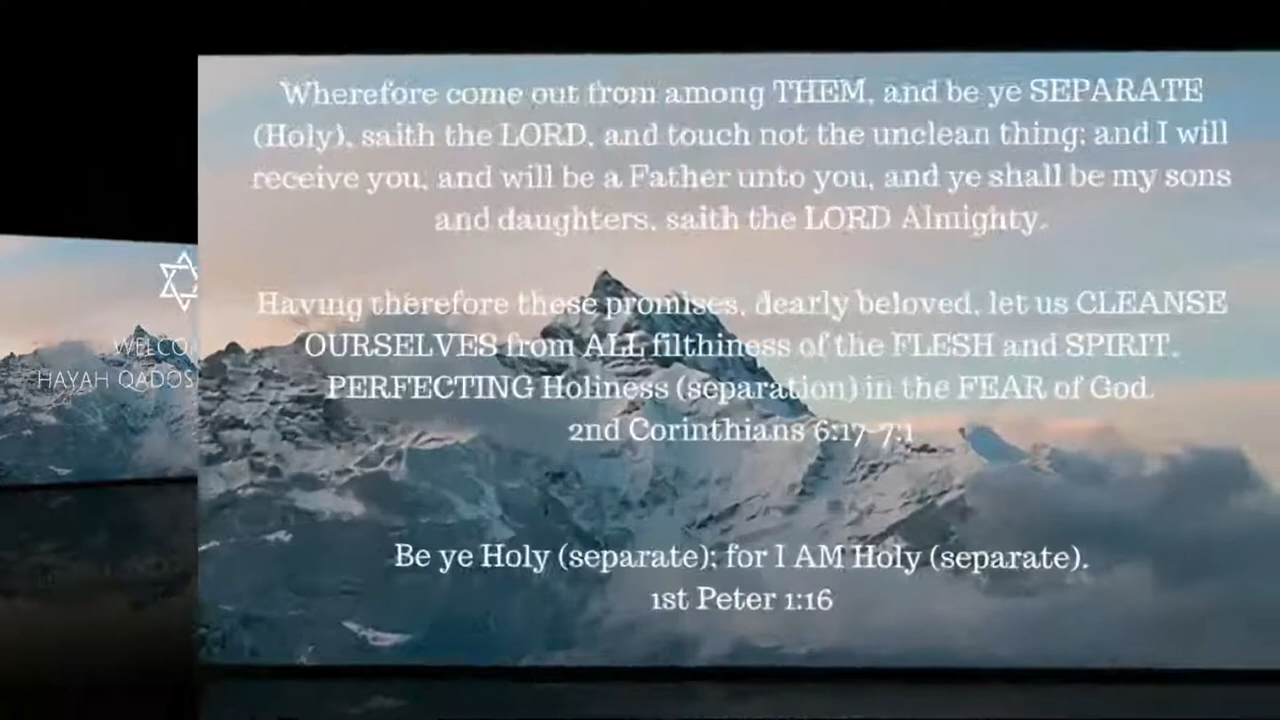 Wherefore come out from among THEM, and be ye SEPARATE
(Holy), saith the LORD, and touch not the unclean thing; and I will
receive you, and will be a Father unto you, and ye shall be my sons
and daughters, saith the LORD Almighty.
Having therefore these promises, dearly beloved, let us CLEANSE
OURSELVES from ALL filthiness of the FLESH and SPIRIT,
PERFECTING Holiness (separation) in the FEAR of God.
2nd Corinthians 6:17-7:1
Be ye Holy (separate); for I AM Holy (separate).
1st Peter 1:16
WELCO
HAYAH QADOS